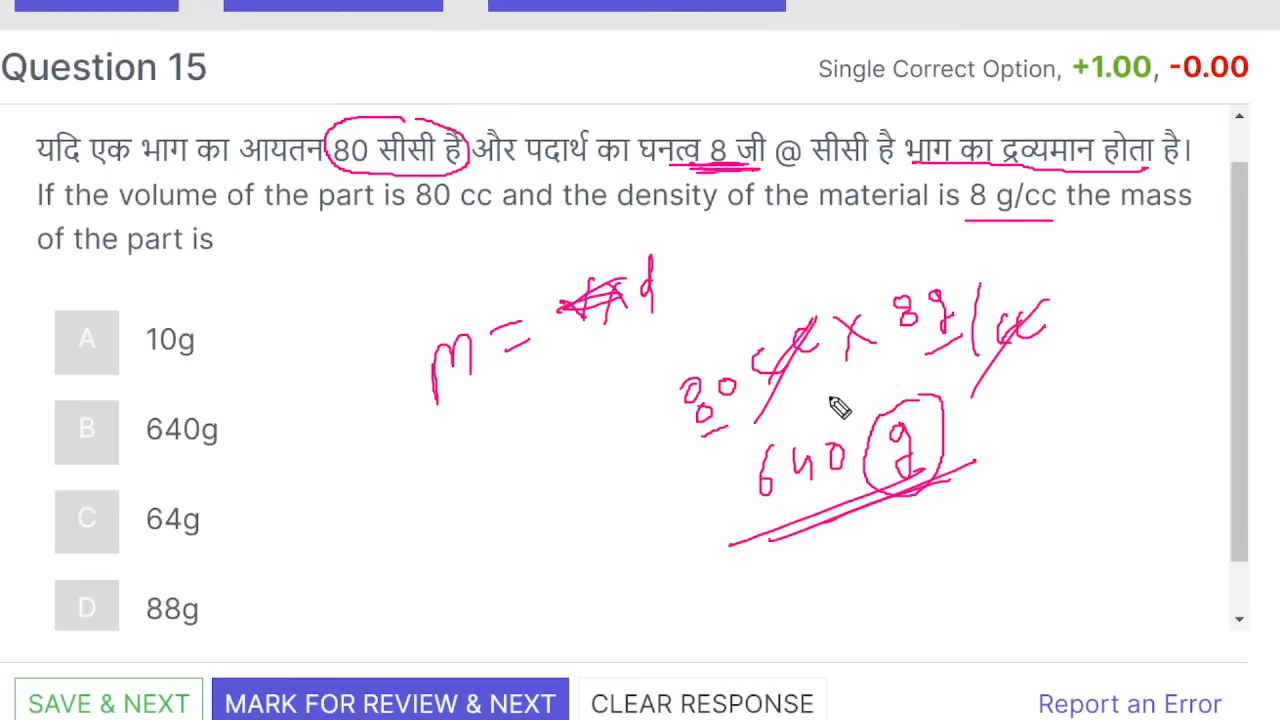 Question 15
Single Correct Option, +1.00, -0.00
यदि एक भाग का आयतन 80 सीसी है और पदार्थ का घनत्व 8 जी @ सीसी है भाग का द्रव्यमान होता है।
If the volume of the part is 80 cc and the density of the material is 8 g/cc the mass
of the part is
m = d
80 cc x 8g/cc
640 g
A 10g
B 640g
C 64g
D 88g
SAVE & NEXT
MARK FOR REVIEW & NEXT
CLEAR RESPONSE
Report an Error